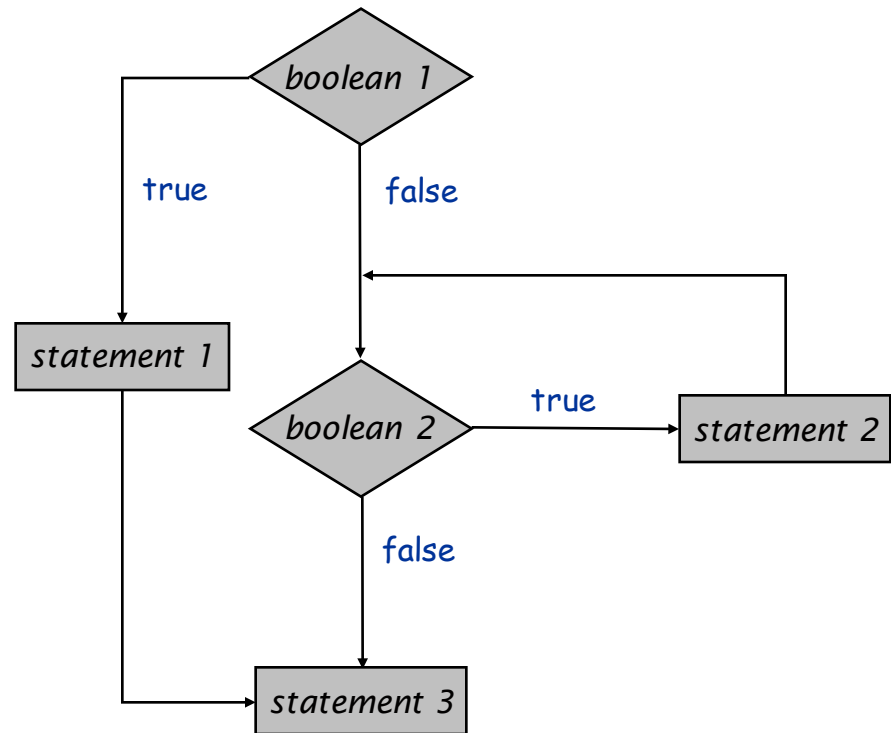 boolean 1
true
false
statement 1
boolean 2
true
statement 2
false
statement 3